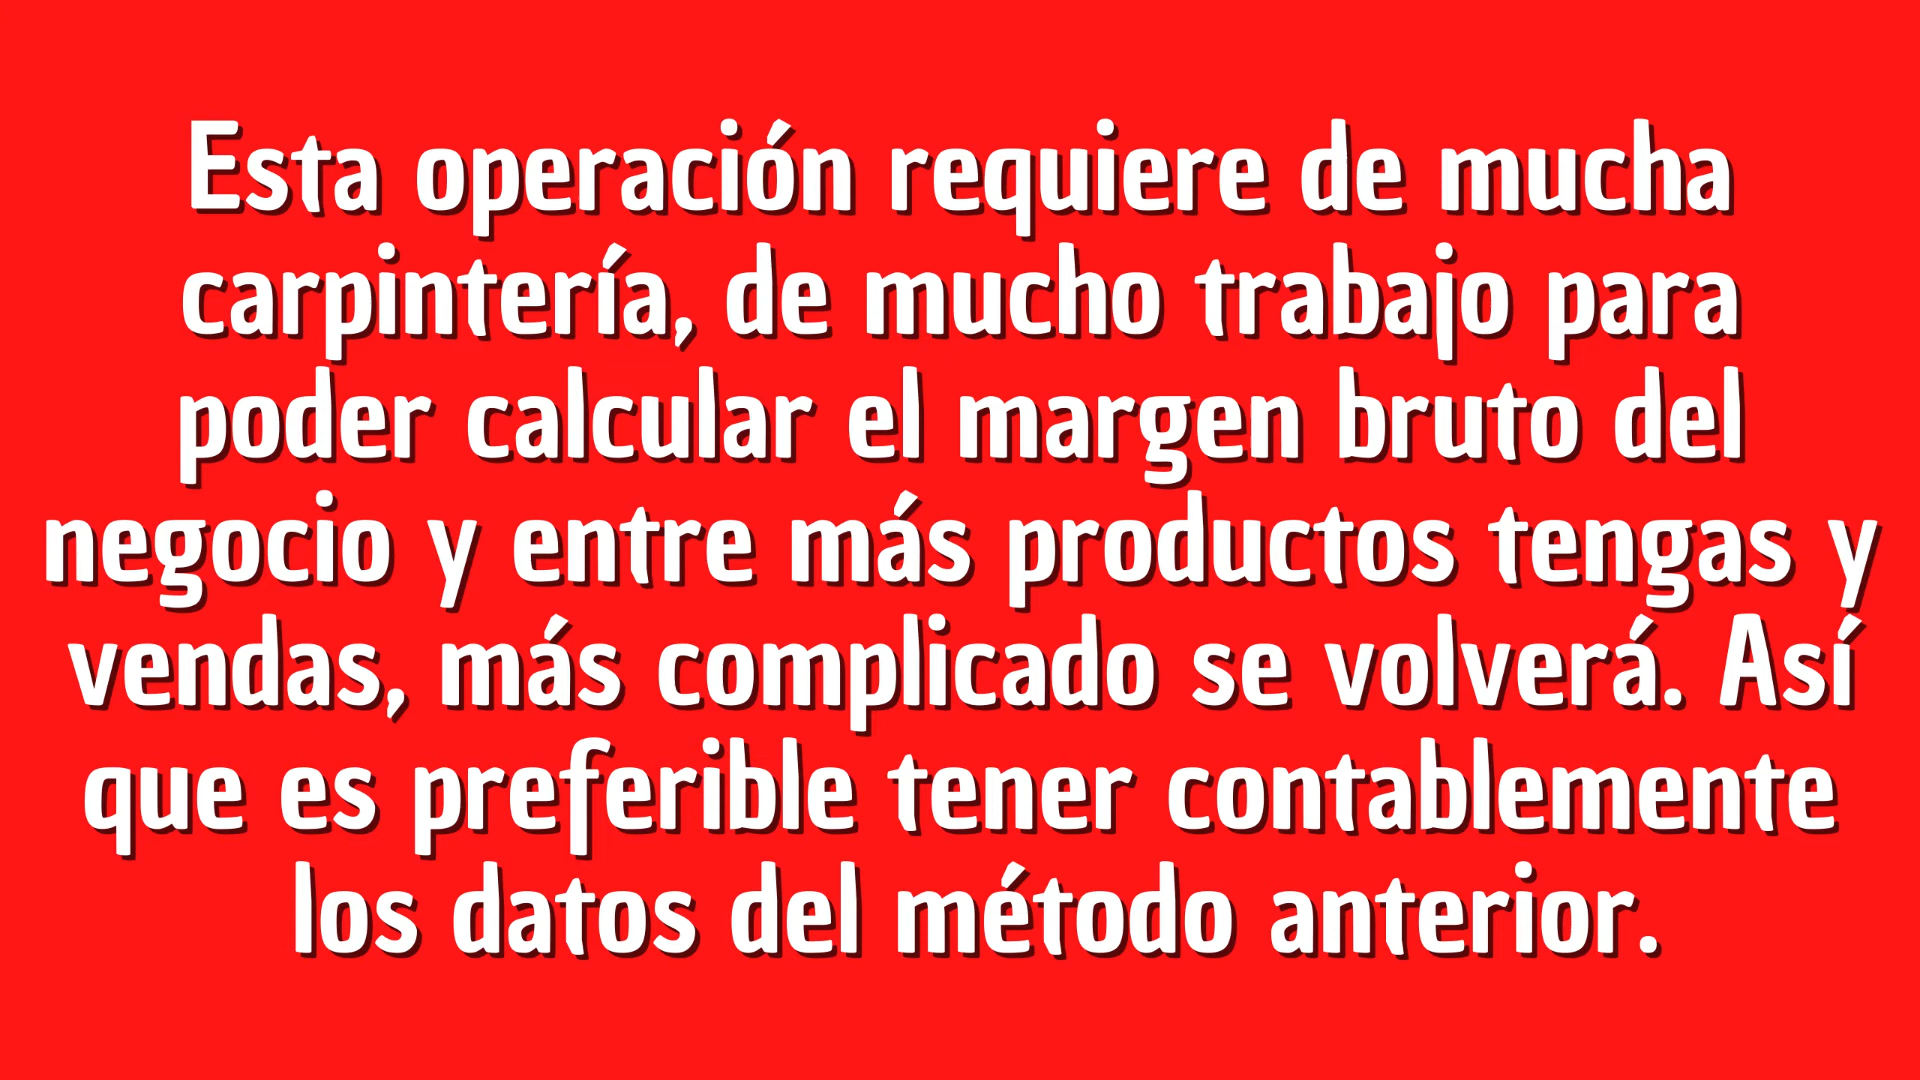 Esta operación requiere de mucha
carpintería, de mucho trabajo para
poder calcular el margen bruto del
negocio y entre más productos tengas y
vendas, más complicado se volverá. Así
que es preferible tener contablemente
los datos del método anterior.